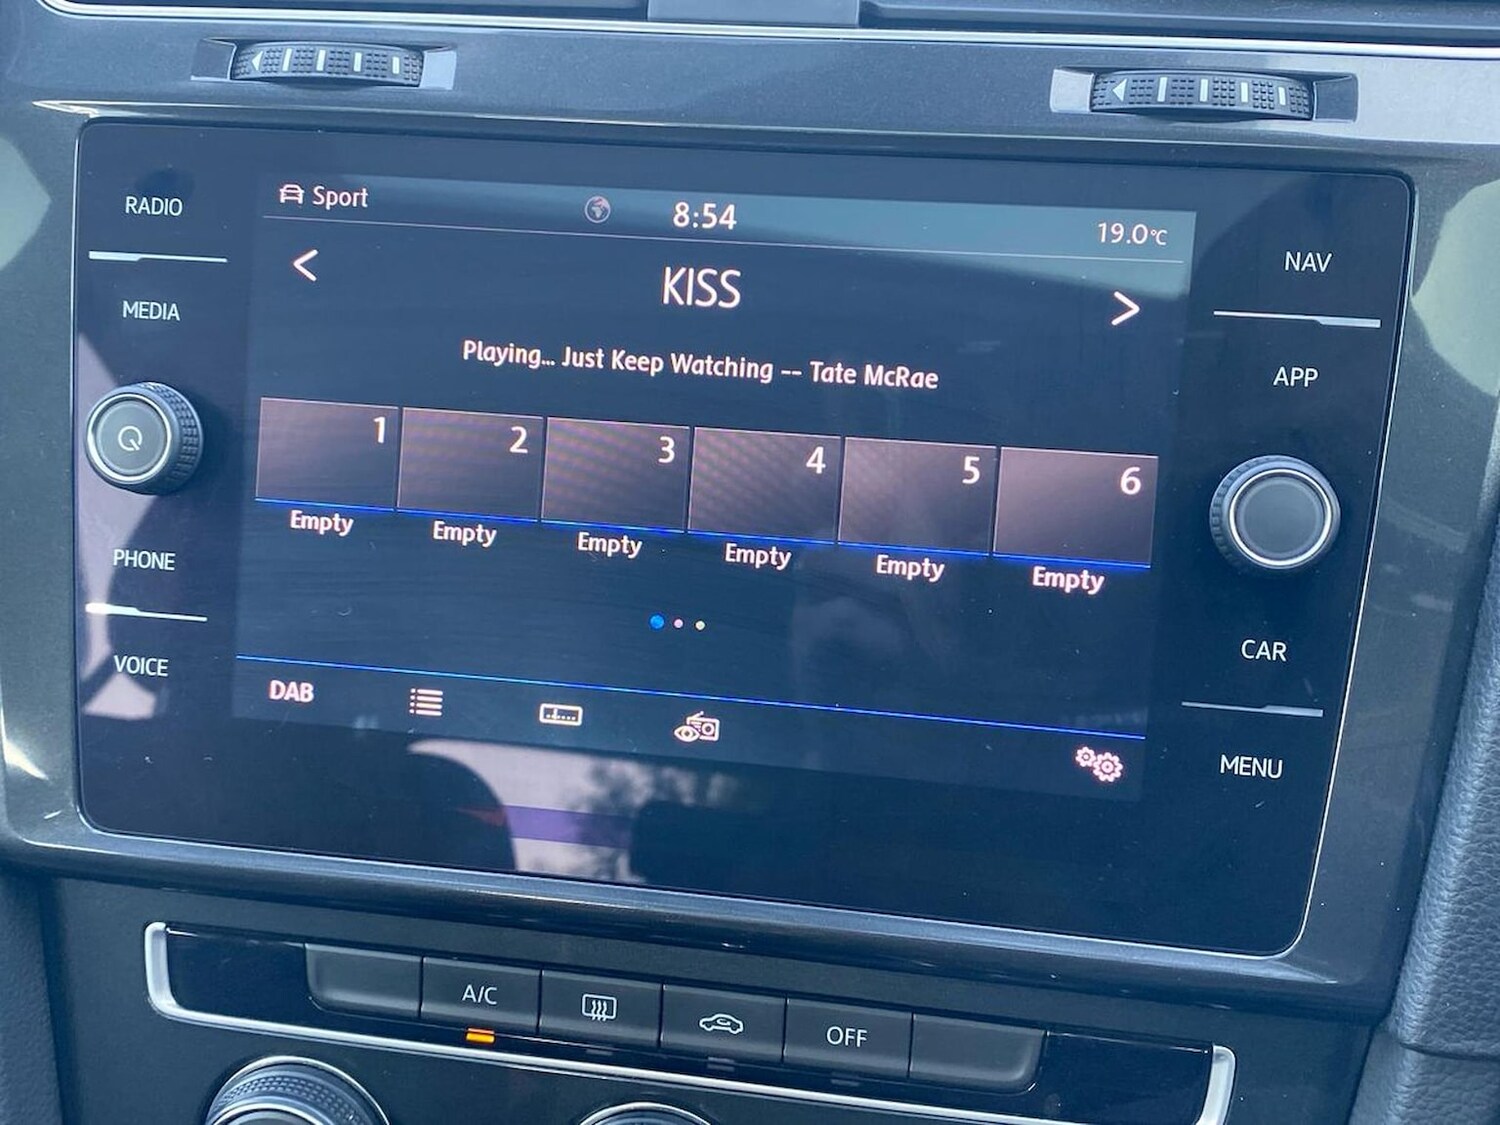 RADIO
MEDIA
PHONE
VOICE
Sport
8:54
19.0°C
KISS
Playing... Just Keep Watching -- Tate McRae
1 2 3 4 5 6
Empty Empty Empty Empty Empty Empty
DAB
NAV
APP
CAR
MENU
A/C
OFF